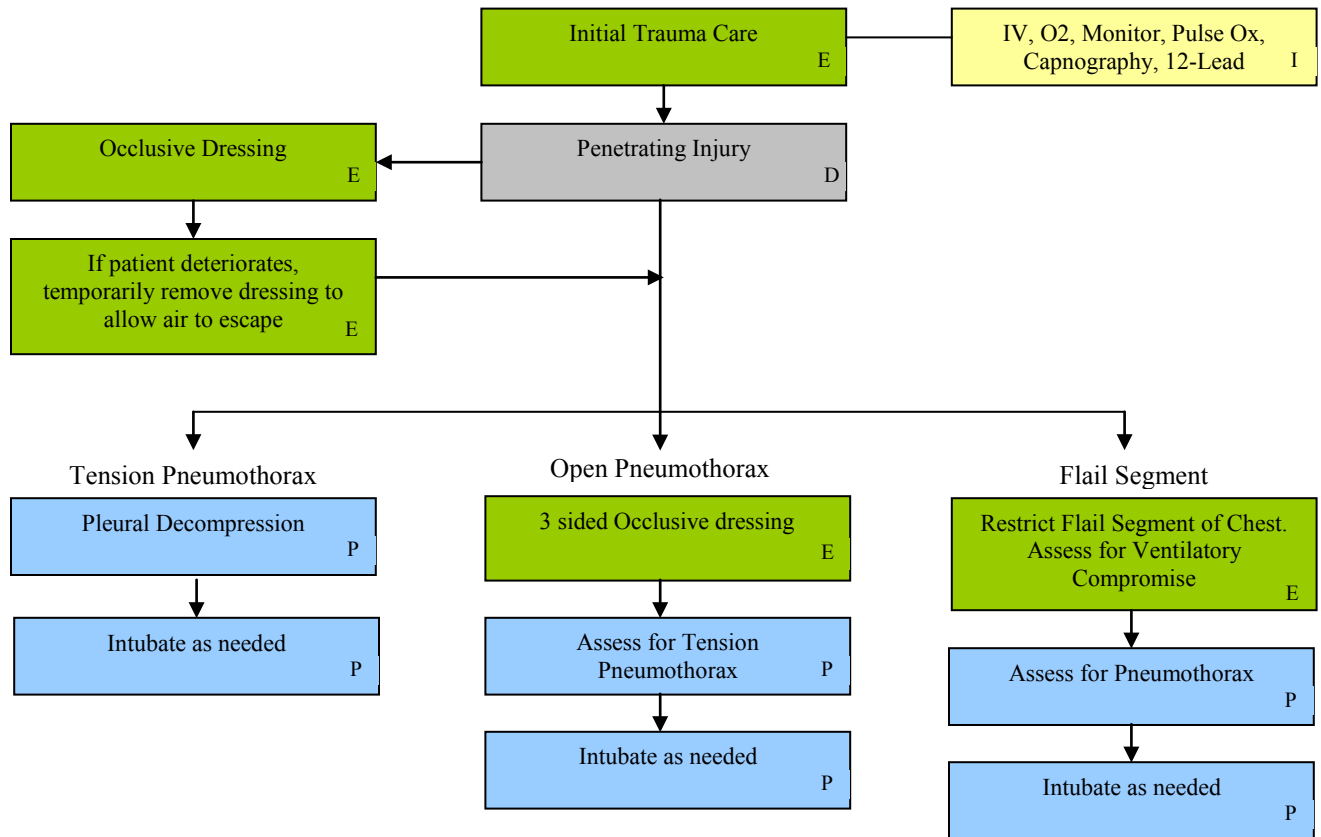 Initial Trauma Care
E
IV, O2, Monitor, Pulse Ox,
Capnography, 12-Lead I
Occlusive Dressing
E
Penetrating Injury
D
If patient deteriorates,
temporarily remove dressing to
allow air to escape
E
Tension Pneumothorax
Pleural Decompression
P
Intubate as needed
P
Open Pneumothorax
3 sided Occlusive dressing
E
Assess for Tension
Pneumothorax P
Intubate as needed
P
Flail Segment
Restrict Flail Segment of Chest.
Assess for Ventilatory
Compromise
E
Assess for Pneumothorax
P
Intubate as needed
P